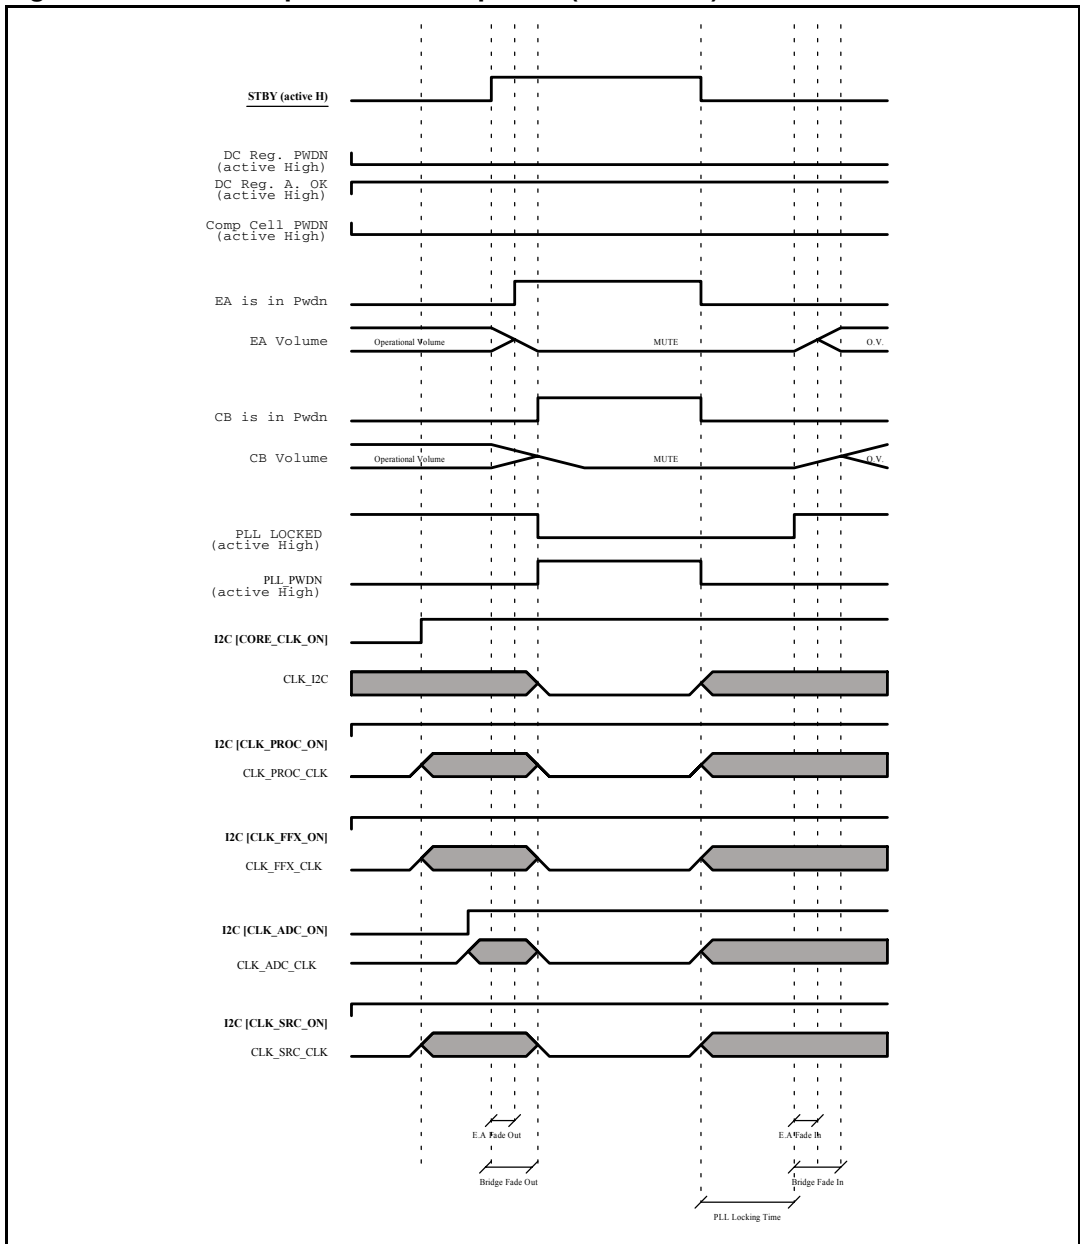 STBY (active H)
DC Reg. PWDN
(active High)
DC Reg. A. OK
(active High)
Comp Cell PWDN
(active High)
EA is in Pwdn
EA Volume
Operational Volume
MUTE
O.V.
CB is in Pwdn
CB Volume
Operational Volume
MUTE
O.V.
PLL LOCKED
(active High)
PLL_PWDN
(active High)
I2C [CORE_CLK_ON]
CLK_I2C
I2C [CLK_PROC_ON]
CLK_PROC_CLK
I2C [CLK_FFX_ON]
CLK_FFX_CLK
I2C [CLK_ADC_ON]
CLK_ADC_CLK
I2C [CLK_SRC_ON]
CLK_SRC_CLK
E.A Fade Out
E.A Fade In
Bridge Fade Out
Bridge Fade In
PLL Locking Time